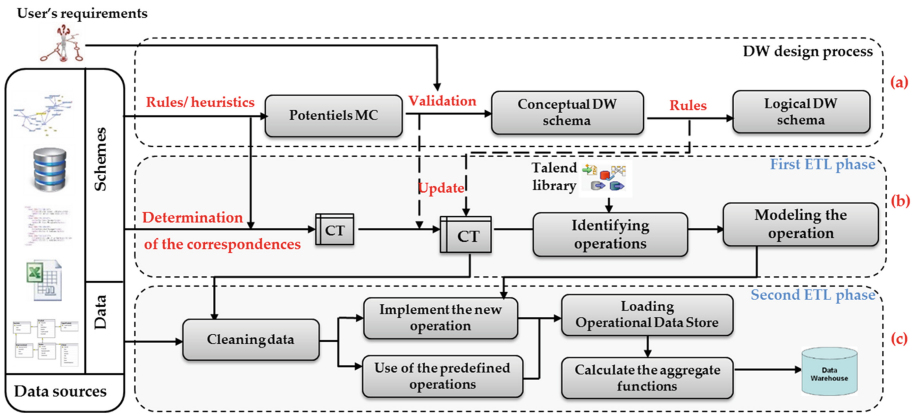 User's requirements
DW design process
(a)
Rules/ heuristics
Potentiels MC
Validation
Conceptual DW
schema
Rules
Logical DW
schema
Schemes
First ETL phase
(b)
Talend
library
Update
Determination
of the correspondences
CT
CT
Identifying
operations
Modeling the
operation
Second ETL phase
(c)
Data
Cleaning data
Implement the new
operation
Use of the predefined
operations
Loading
Operational Data Store
Calculate the aggregate
functions
Data
Warehouse
Data sources